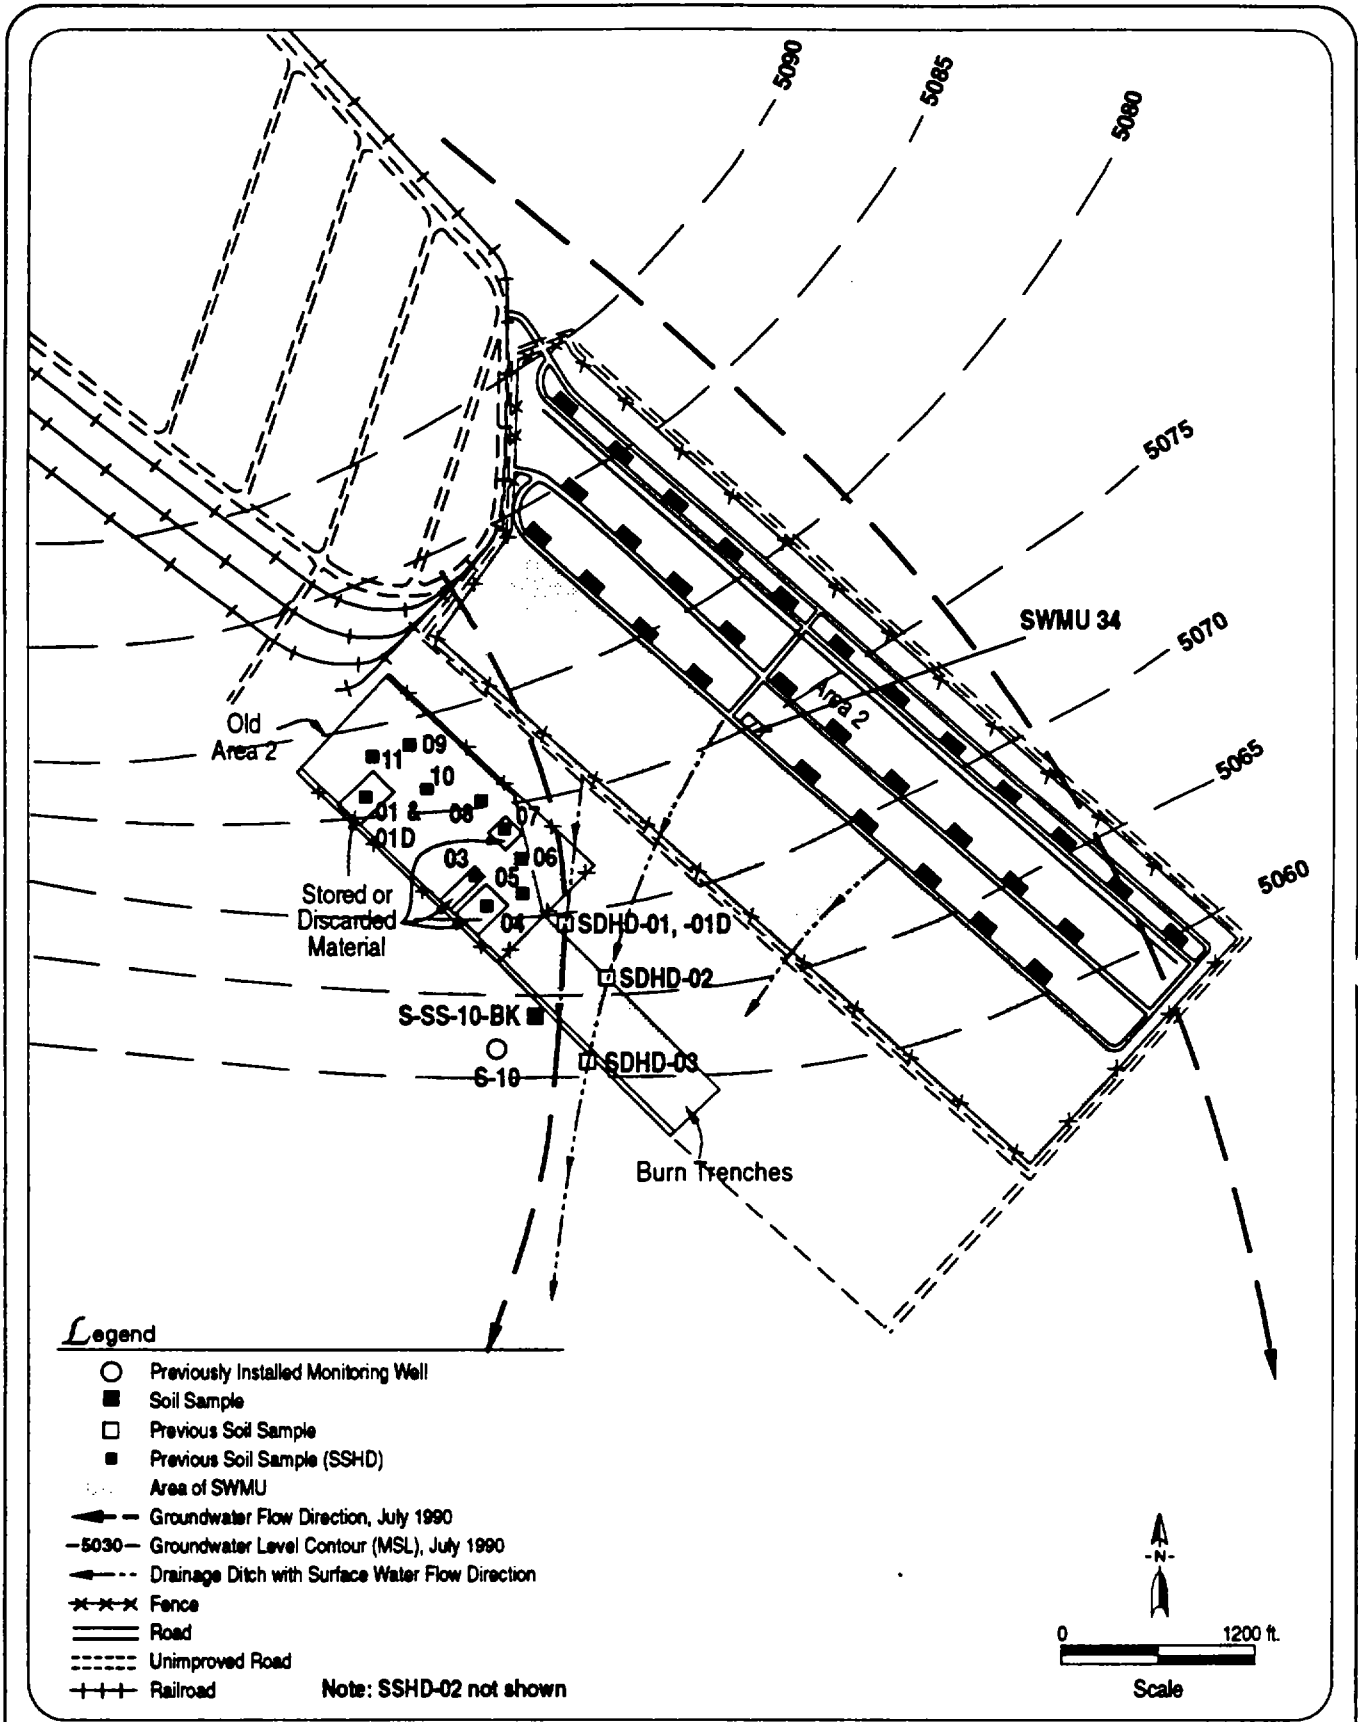 5090
5085
5080
5075
SWMU 34
5070
Area 2
Old
Area 2
09
11
10
5065
01 &
01D
08
07
03
06
05
5060
Stored or
Discarded
Material
04
SDHD-01, -01D
SDHD-02
S-SS-10-BK
SDHD-03
S-10
Burn Trenches
Legend
Previously Installed Monitoring Well
Soil Sample
Previous Soil Sample
Previous Soil Sample (SSHD)
Area of SWMU
Groundwater Flow Direction, July 1990
-5030- Groundwater Level Contour (MSL), July 1990
Drainage Ditch with Surface Water Flow Direction
Fence
Road
Unimproved Road
Railroad
Note: SSHD-02 not shown
-N-
0 1200 ft.
Scale